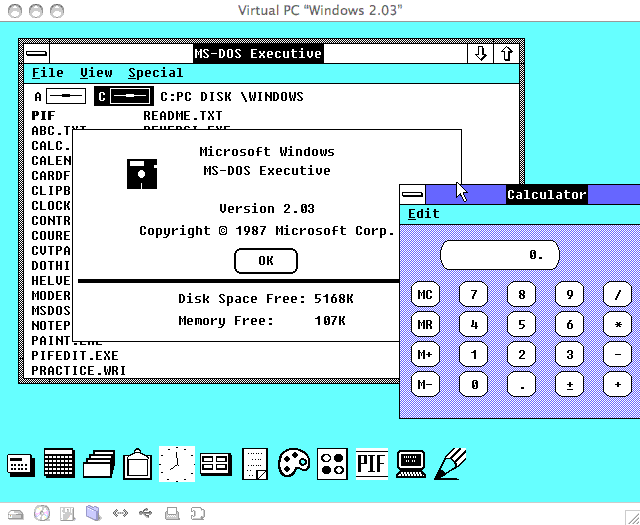 Virtual PC "Windows 2.03"
MS-DOS Executive
File View Special
A C C:PC DISK \WINDOWS
PIF README.TXT
ABC.TXT REVERSI.EXE
CALC.
CALEN
CARDF
CLIPB
CLOCK
CONTR
COURE
CVTPA
DOTHI
HELVE
MODER
MSDOS
NOTEP
PAINT.EXE
PIFEDIT.EXE
PRACTICE.WRI
Microsoft Windows
MS-DOS Executive
Version 2.03
Copyright © 1987 Microsoft Corp.
OK
Disk Space Free: 5168K
Memory Free: 107K
Calculator
Edit
0.
MC 7 8 9 /
MR 4 5 6 *
M+ 1 2 3 -
M- 0 . ± +
PIF